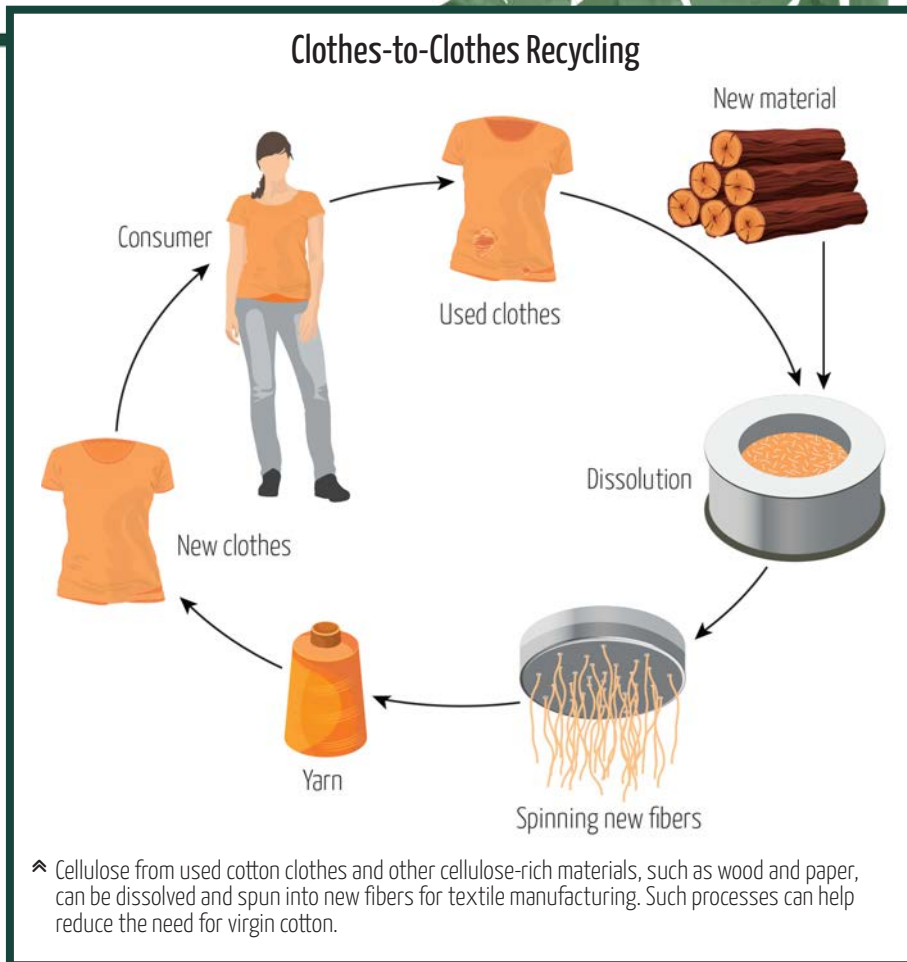 Clothes-to-Clothes Recycling
New material
Consumer
Used clothes
Dissolution
New clothes
Yarn
Spinning new fibers
Cellulose from used cotton clothes and other cellulose-rich materials, such as wood and paper,
can be dissolved and spun into new fibers for textile manufacturing. Such processes can help
reduce the need for virgin cotton.